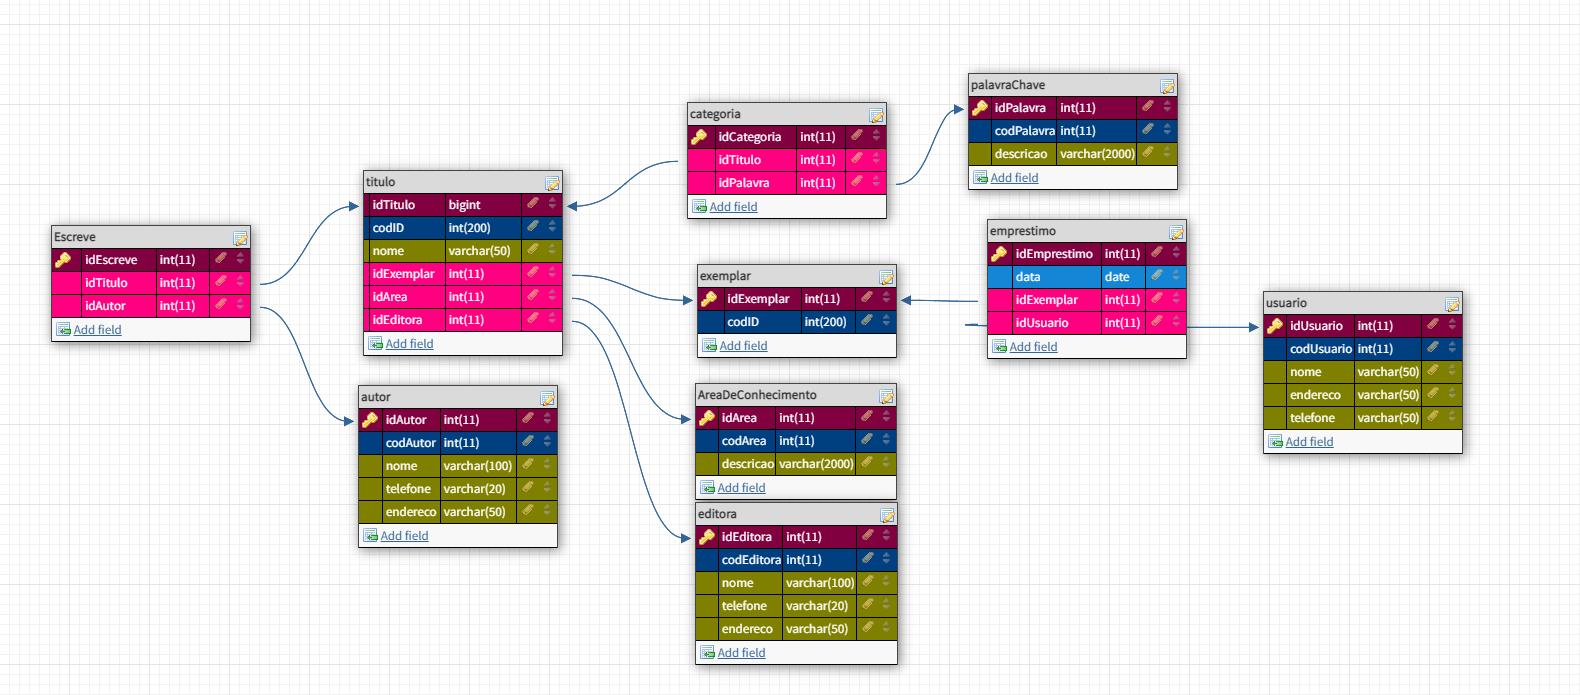 Escreve
idEscreve int(11)
idTitulo int(11)
idAutor int(11)
Add field
titulo
idTitulo bigint
codID int(200)
nome varchar(50)
idExemplar int(11)
idArea int(11)
idEditora int(11)
Add field
autor
idAutor int(11)
codAutor int(11)
nome varchar(100)
telefone varchar(20)
endereco varchar(50)
Add field
categoria
idCategoria int(11)
idTitulo int(11)
idPalavra int(11)
Add field
exemplar
idExemplar int(11)
codID int(200)
Add field
AreaDeConhecimento
idArea int(11)
codArea int(11)
descricao varchar(2000)
Add field
editora
idEditora int(11)
codEditora int(11)
nome varchar(100)
telefone varchar(20)
endereco varchar(50)
Add field
palavraChave
idPalavra int(11)
codPalavra int(11)
descricao varchar(2000)
Add field
emprestimo
idEmprestimo int(11)
data date
idExemplar int(11)
idUsuario int(11)
Add field
usuario
idUsuario int(11)
codUsuario int(11)
nome varchar(50)
endereco varchar(50)
telefone varchar(50)
Add field